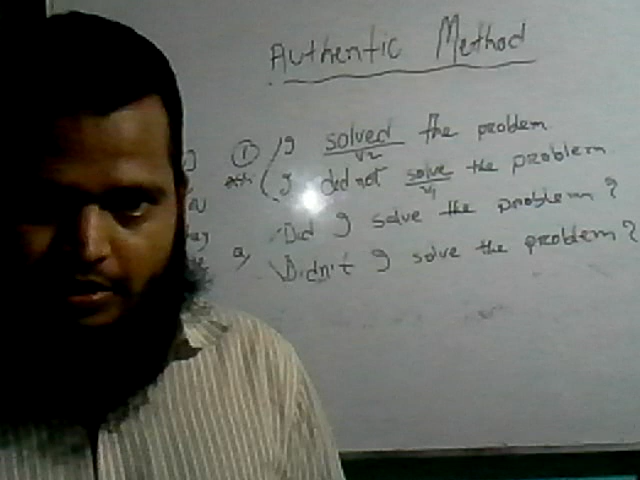 Authentic Method
① I solved the problem
V2
I did not solve the problem
V1
Did I solve the problem?
Didn't I solve the problem?